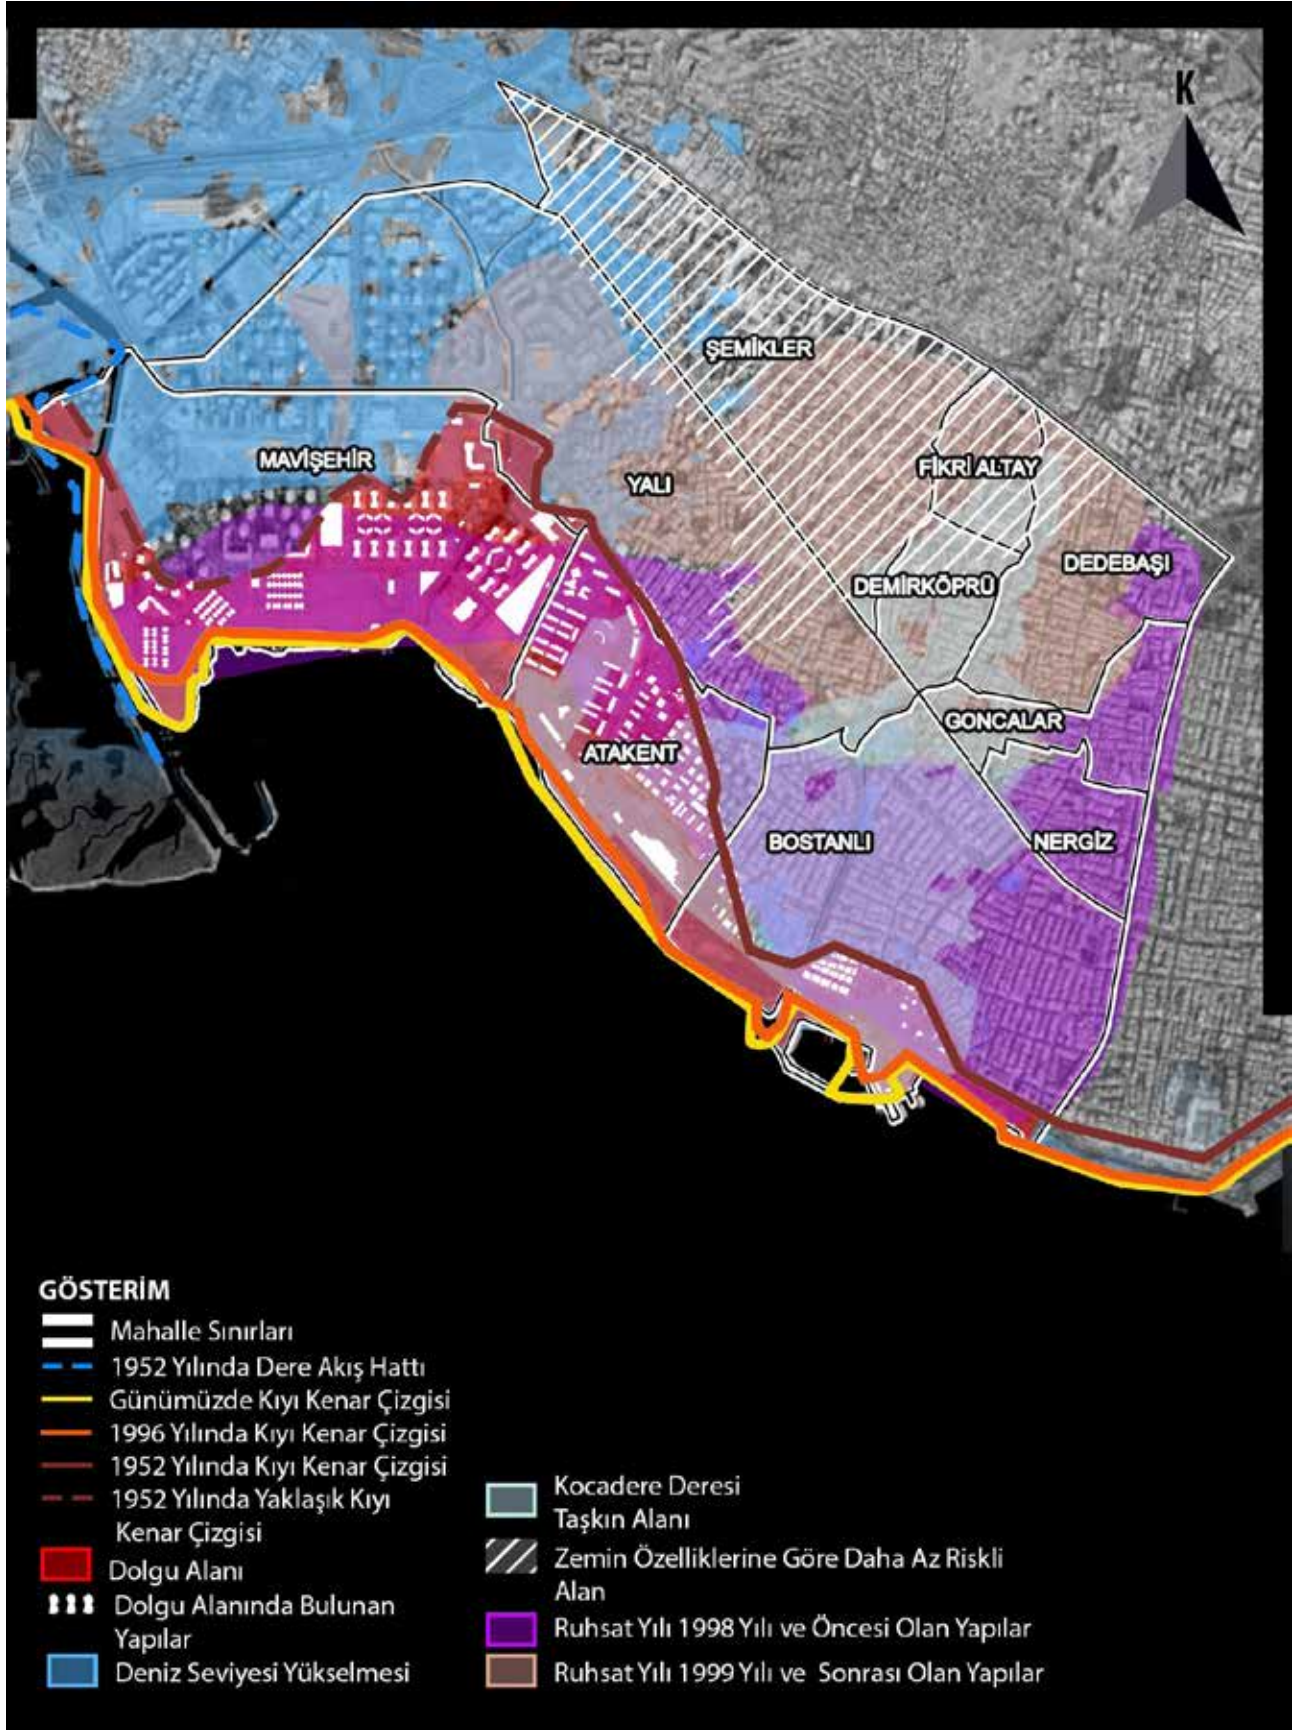 K
ŞEMİKLER
FİKRİ ALTAY
MAVİŞEHİR
YALI
DEDEBAŞI
DEMİRKÖPRÜ
GONCALAR
ATAKENT
BOSTANLI
NERGİZ
GÖSTERİM
Mahalle Sınırları
1952 Yılında Dere Akış Hattı
Günümüzde Kıyı Kenar Çizgisi
1996 Yılında Kıyı Kenar Çizgisi
1952 Yılında Kıyı Kenar Çizgisi
1952 Yılında Yaklaşık Kıyı
Kenar Çizgisi
Dolgu Alanı
Dolgu Alanında Bulunan
Yapılar
Deniz Seviyesi Yükselmesi
Kocadere Deresi
Taşkın Alanı
Zemin Özelliklerine Göre Daha Az Riskli
Alan
Ruhsat Yılı 1998 Yılı ve Öncesi Olan Yapılar
Ruhsat Yılı 1999 Yılı ve Sonrası Olan Yapılar